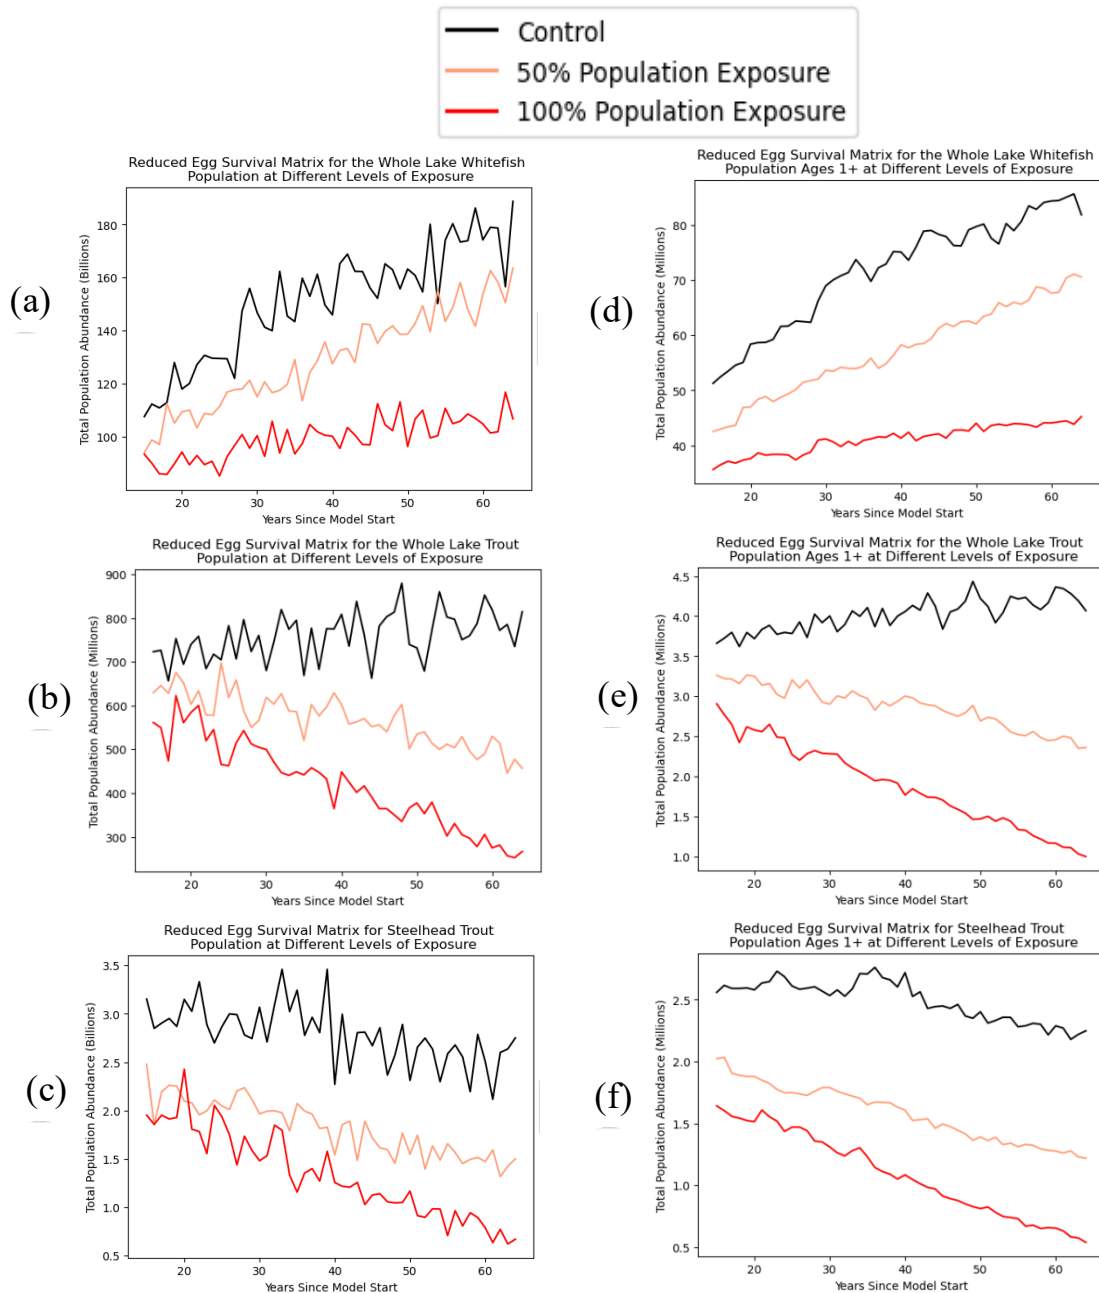 Control
50% Population Exposure
100% Population Exposure
(a)
Reduced Egg Survival Matrix for the Whole Lake Whitefish
Population at Different Levels of Exposure
Total Population Abundance (Billions)
180
160
140
120
100
20
30
40
50
60
Years Since Model Start
(d)
Reduced Egg Survival Matrix for the Whole Lake Whitefish
Population Ages 1+ at Different Levels of Exposure
Total Population Abundance (Millions)
80
70
60
50
40
20
30
40
50
60
Years Since Model Start
(b)
Reduced Egg Survival Matrix for the Whole Lake Trout
Population at Different Levels of Exposure
Total Population Abundance (Millions)
900
800
700
600
500
400
300
20
30
40
50
60
Years Since Model Start
(e)
Reduced Egg Survival Matrix for the Whole Lake Trout
Population Ages 1+ at Different Levels of Exposure
Total Population Abundance (Millions)
4.5
4.0
3.5
3.0
2.5
2.0
1.5
1.0
20
30
40
50
60
Years Since Model Start
(c)
Reduced Egg Survival Matrix for Steelhead Trout
Population at Different Levels of Exposure
Total Population Abundance (Billions)
3.5
3.0
2.5
2.0
1.5
1.0
0.5
20
30
40
50
60
Years Since Model Start
(f)
Reduced Egg Survival Matrix for Steelhead Trout
Population Ages 1+ at Different Levels of Exposure
Total Population Abundance (Millions)
2.5
2.0
1.5
1.0
0.5
20
30
40
50
60
Years Since Model Start